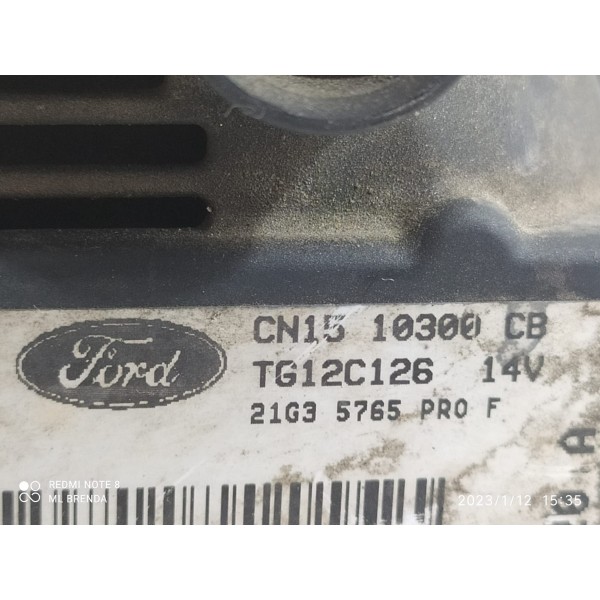 Ford
CN15 10300 CB
TG12C126 14V
21G3 5765 PRO F
A
REDMI NOTE 8
ML BRENDA
2023/1/12 15:35